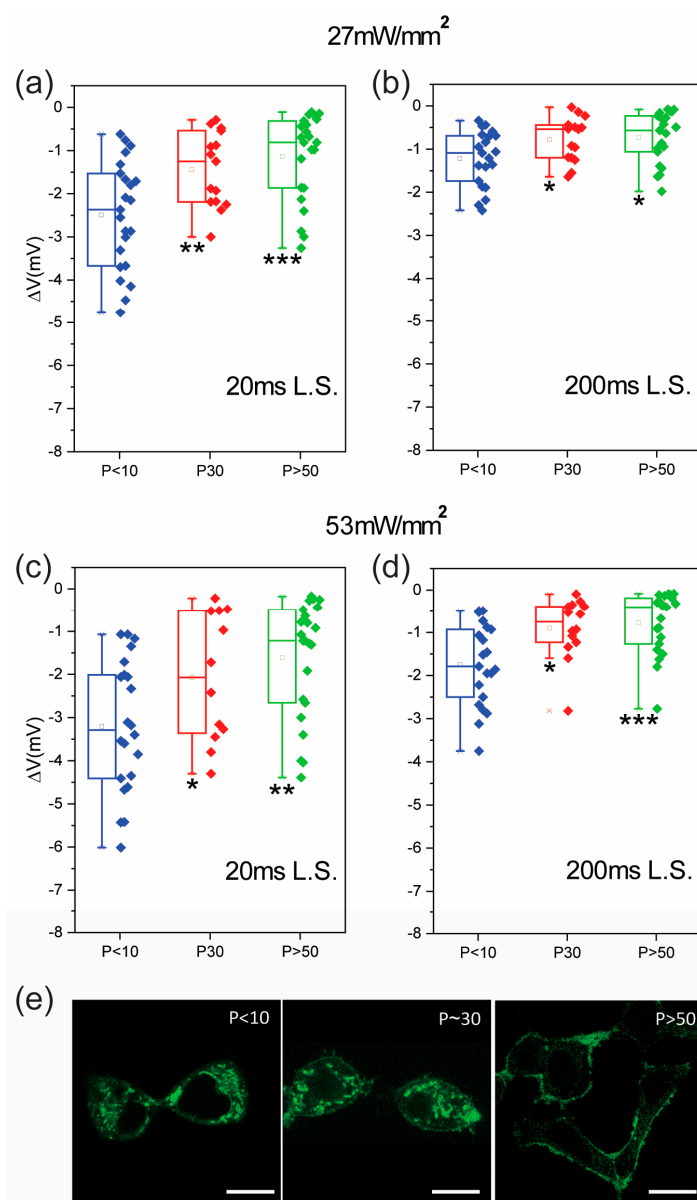 27mW/mm²
(a)
(b)
0
-1
-2
-3
-4
-5
-6
-7
-8
ΔV(mV)
**
***
20ms L.S.
P<10
P30
P>50
0
-1
-2
-3
-4
-5
-6
-7
-8
*
*
200ms L.S.
P<10
P30
P>50
53mW/mm²
(c)
(d)
0
-1
-2
-3
-4
-5
-6
-7
-8
ΔV(mV)
*
**
20ms L.S.
P<10
P30
P>50
0
-1
-2
-3
-4
-5
-6
-7
-8
*
***
200ms L.S.
P<10
P30
P>50
(e)
P<10
P~30
P>50